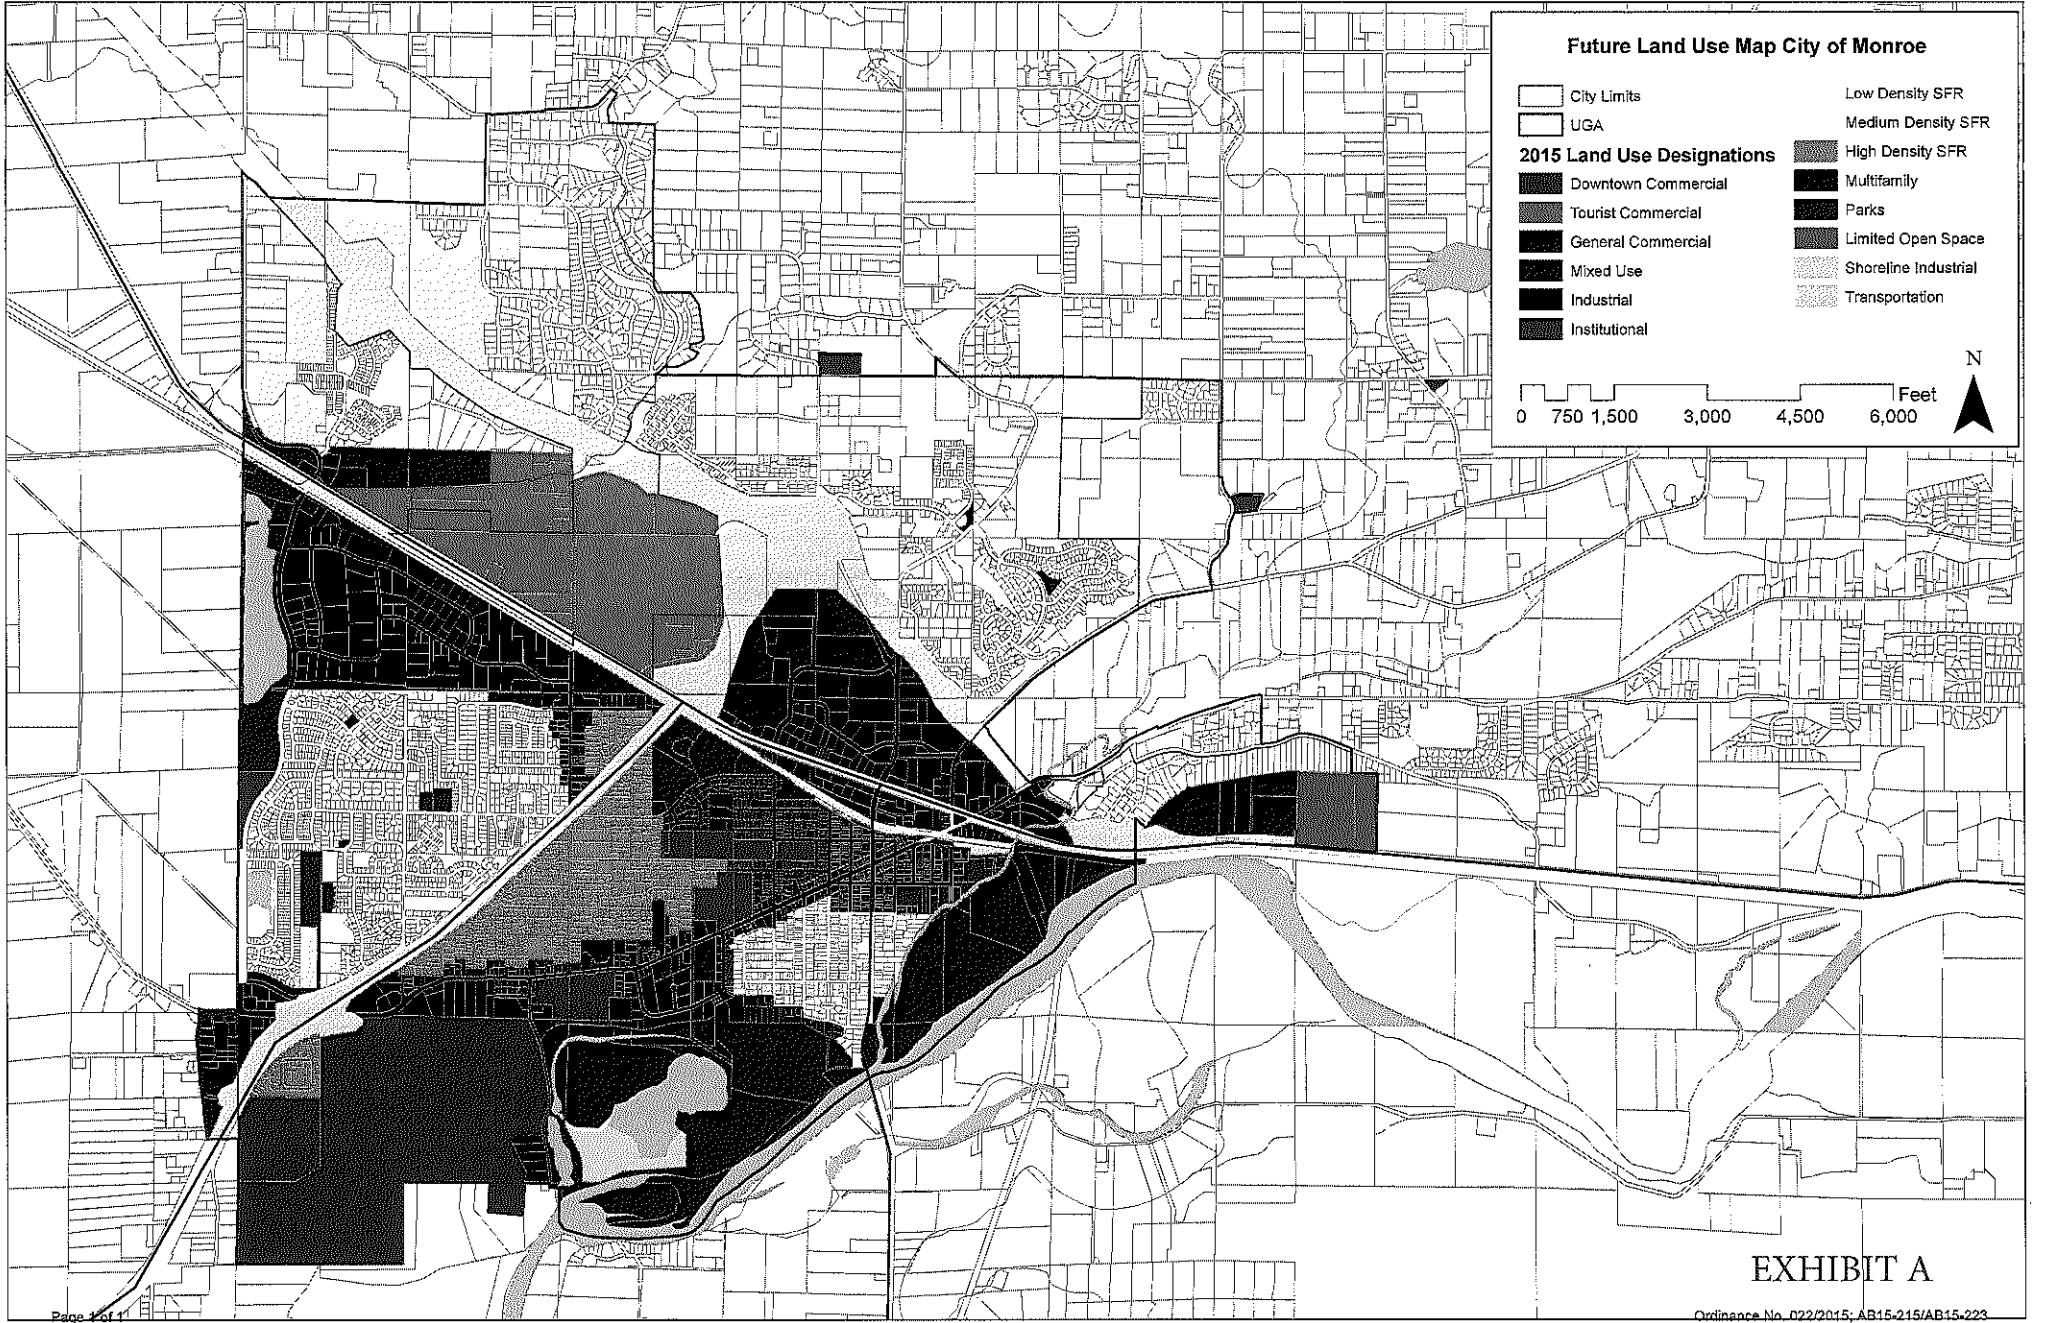 Future Land Use Map City of Monroe
City Limits
UGA
2015 Land Use Designations
Downtown Commercial
Tourist Commercial
General Commercial
Mixed Use
Industrial
Institutional
Low Density SFR
Medium Density SFR
High Density SFR
Multifamily
Parks
Limited Open Space
Shoreline Industrial
Transportation
N
Feet
0 750 1,500 3,000 4,500 6,000
EXHIBIT A
Page 1 of 1
Ordinance No. 022/2015; AB15-215/AB15-223